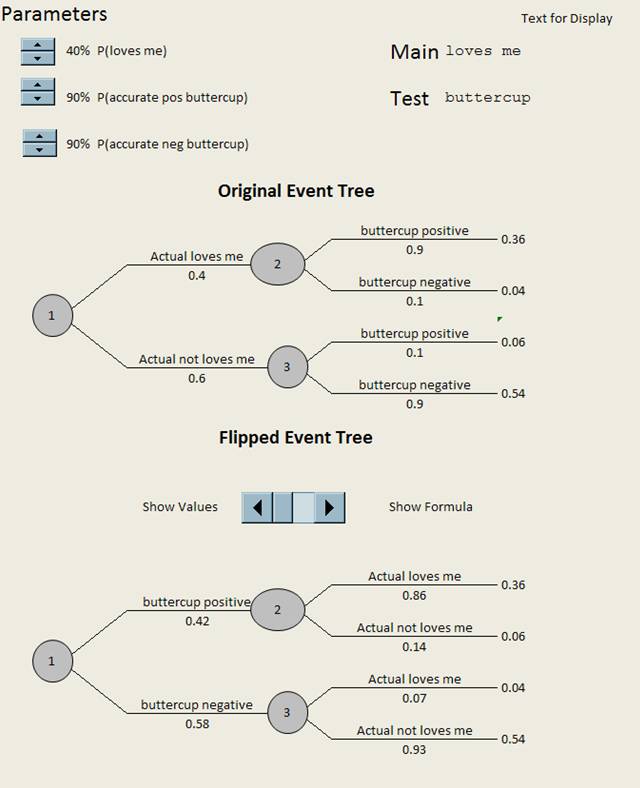 Parameters
Text for Display
40% P(loves me)
Main loves me
90% P(accurate pos buttercup)
Test buttercup
90% P(accurate neg buttercup)
Original Event Tree
buttercup positive
0.36
0.9
Actual loves me
2
0.4
buttercup negative
0.04
0.1
1
buttercup positive
0.06
0.1
Actual not loves me
3
0.6
buttercup negative
0.54
0.9
Flipped Event Tree
Show Values
Show Formula
Actual loves me
0.36
0.86
buttercup positive
2
0.42
Actual not loves me
0.06
0.14
1
Actual loves me
0.04
0.07
buttercup negative
3
0.58
Actual not loves me
0.54
0.93